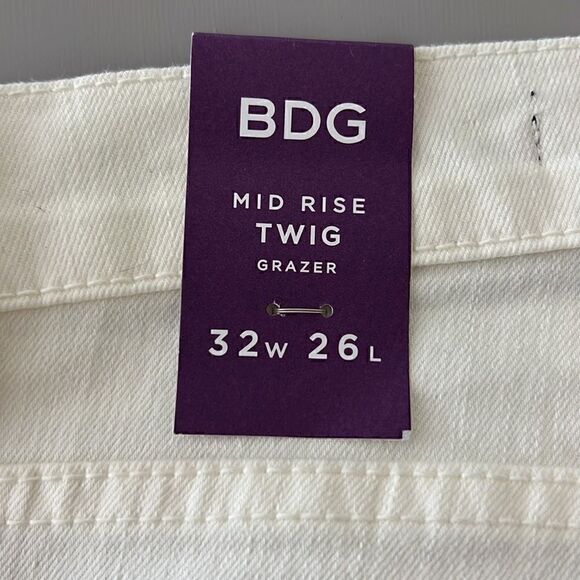 BDG
MID RISE
TWIG
GRAZER
32W 26L